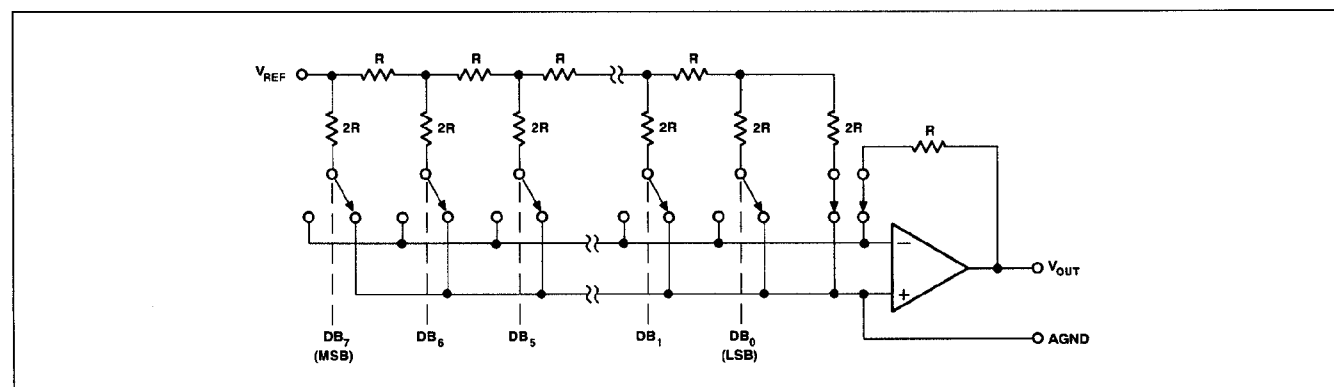 R R R R
V_REF
2R 2R 2R 2R 2R 2R R
−
+
V_OUT
AGND
DB_7 DB_6 DB_5 DB_1 DB_0
(MSB) (LSB)